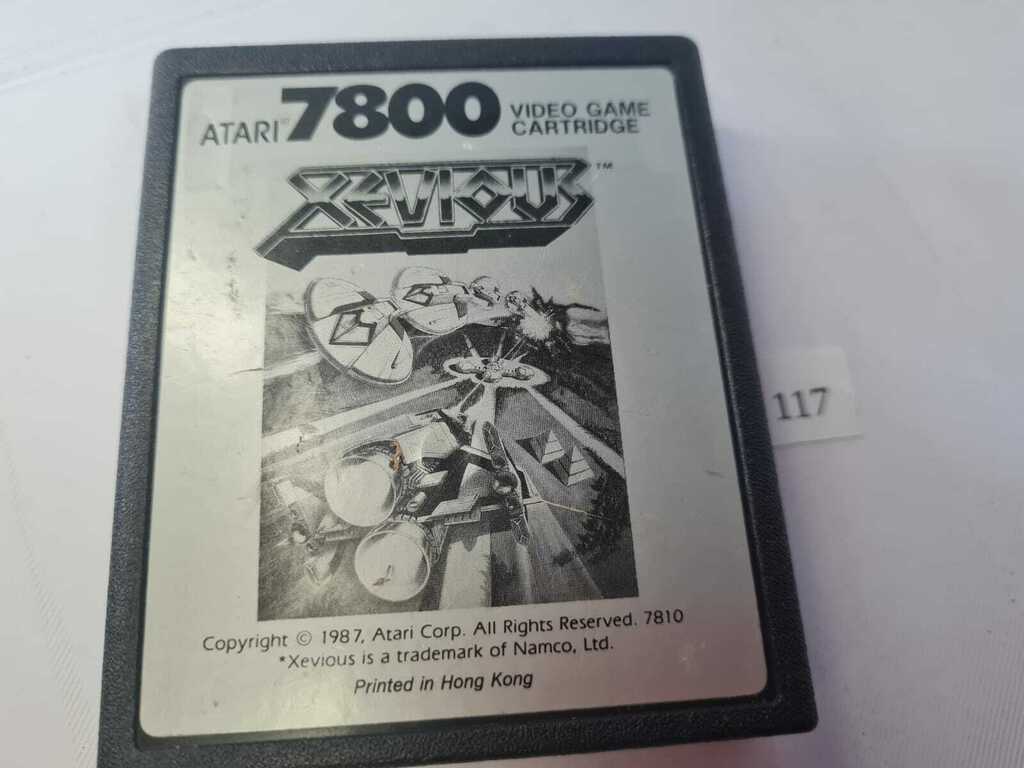 ATARI® 7800 VIDEO GAME
CARTRIDGE
XEVIOUS™
117
Copyright © 1987, Atari Corp. All Rights Reserved. 7810
*Xevious is a trademark of Namco, Ltd.
Printed in Hong Kong